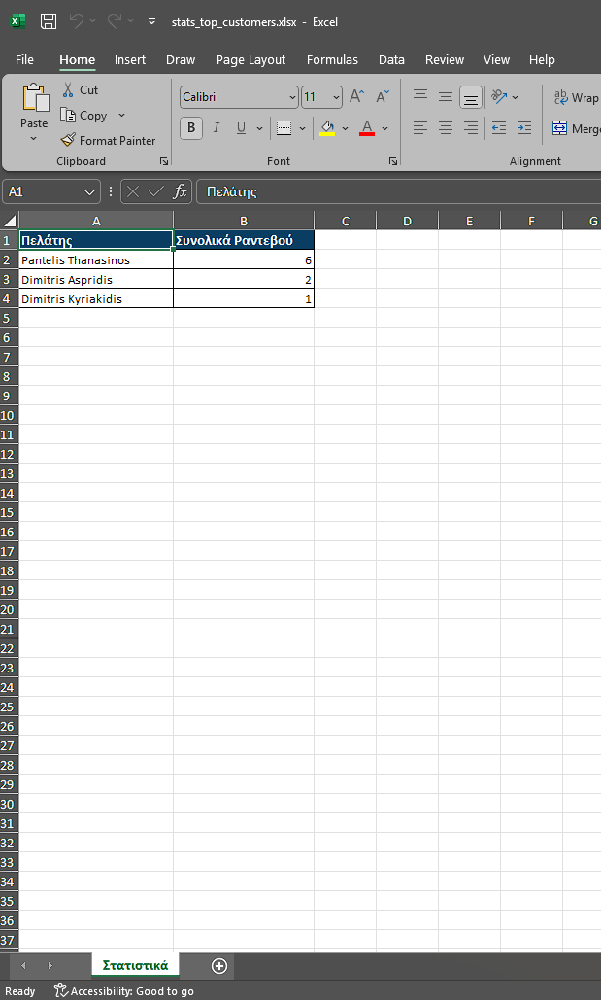 stats_top_customers.xlsx - Excel
File Home Insert Draw Page Layout Formulas Data Review View Help
Paste
Cut
Copy
Format Painter
Calibri 11
B I U A A A
ab Wrap
Merge
Clipboard Font Alignment
A1 fx Πελάτης
A B C D E F G
1 Πελάτης Συνολικά Ραντεβού
2 Pantelis Thanasinos 6
3 Dimitris Aspridis 2
4 Dimitris Kyriakidis 1
5
6
7
8
9
10
11
12
13
14
15
16
17
18
19
20
21
22
23
24
25
26
27
28
29
30
31
32
33
34
35
36
37
Στατιστικά
Ready Accessibility: Good to go